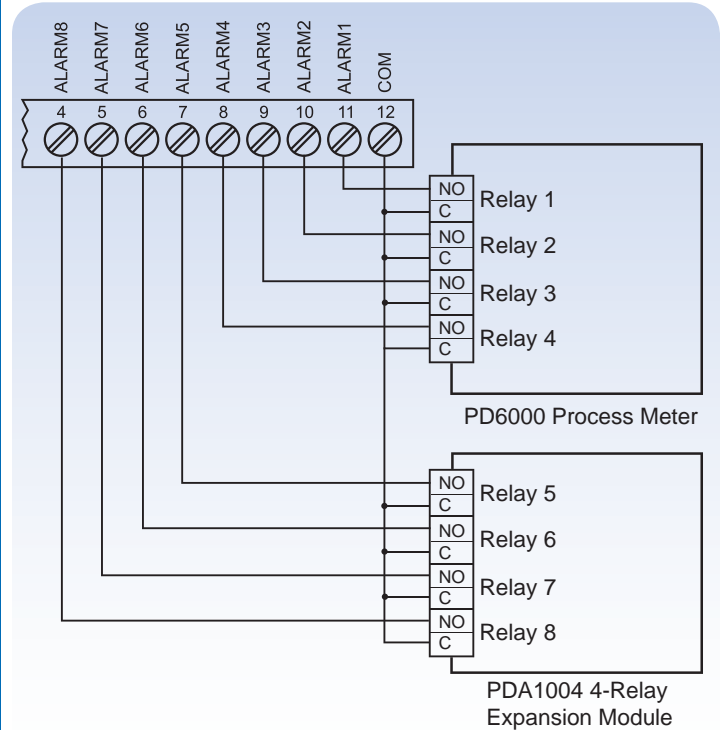 ALARM8 ALARM7 ALARM6 ALARM5 ALARM4 ALARM3 ALARM2 ALARM1 COM
4 5 6 7 8 9 10 11 12
NO
C
Relay 1
NO
C
Relay 2
NO
C
Relay 3
NO
C
Relay 4
PD6000 Process Meter
NO
C
Relay 5
NO
C
Relay 6
NO
C
Relay 7
NO
C
Relay 8
PDA1004 4-Relay
Expansion Module